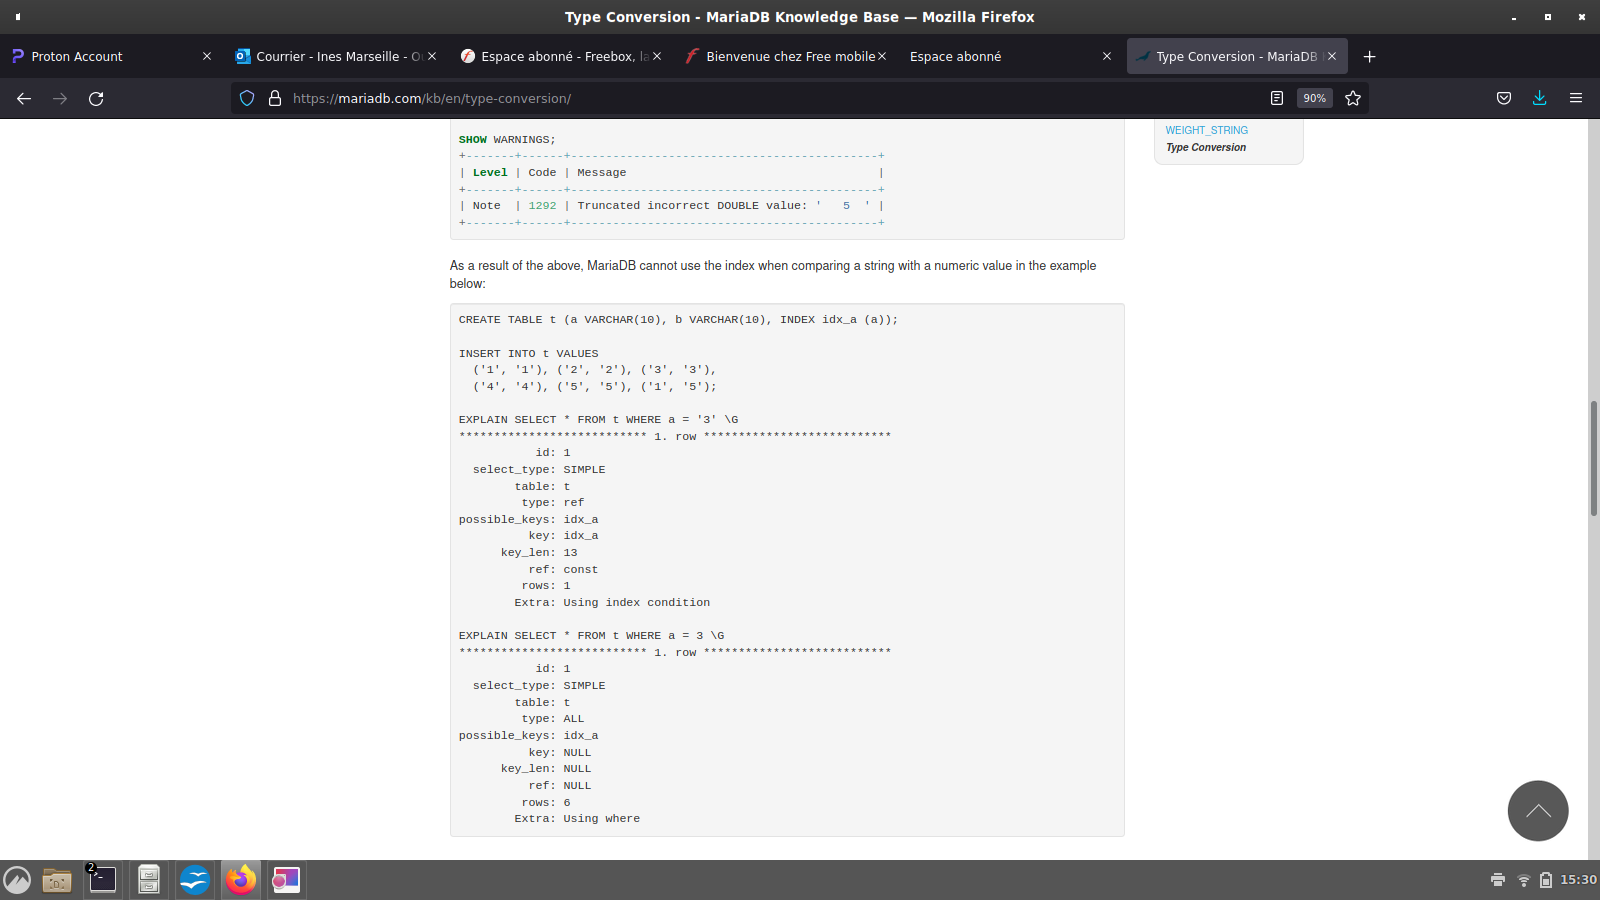 Type Conversion - MariaDB Knowledge Base — Mozilla Firefox
Proton Account
Courrier - Ines Marseille - O
Espace abonné - Freebox, l
Bienvenue chez Free mobile
Espace abonné
Type Conversion - MariaDB
https://mariadb.com/kb/en/type-conversion/
90%
SHOW WARNINGS;
+-------+------+--------------------------------------------+
| Level | Code | Message                                    |
+-------+------+--------------------------------------------+
| Note  | 1292 | Truncated incorrect DOUBLE value: '   5  ' |
+-------+------+--------------------------------------------+
WEIGHT_STRING
Type Conversion
As a result of the above, MariaDB cannot use the index when comparing a string with a numeric value in the example
below:
CREATE TABLE t (a VARCHAR(10), b VARCHAR(10), INDEX idx_a (a));
INSERT INTO t VALUES
('1', '1'), ('2', '2'), ('3', '3'),
('4', '4'), ('5', '5'), ('1', '5');
EXPLAIN SELECT * FROM t WHERE a = '3' \G
*************************** 1. row ***************************
id: 1
select_type: SIMPLE
table: t
type: ref
possible_keys: idx_a
key: idx_a
key_len: 13
ref: const
rows: 1
Extra: Using index condition
EXPLAIN SELECT * FROM t WHERE a = 3 \G
*************************** 1. row ***************************
id: 1
select_type: SIMPLE
table: t
type: ALL
possible_keys: idx_a
key: NULL
key_len: NULL
ref: NULL
rows: 6
Extra: Using where
2
15:30